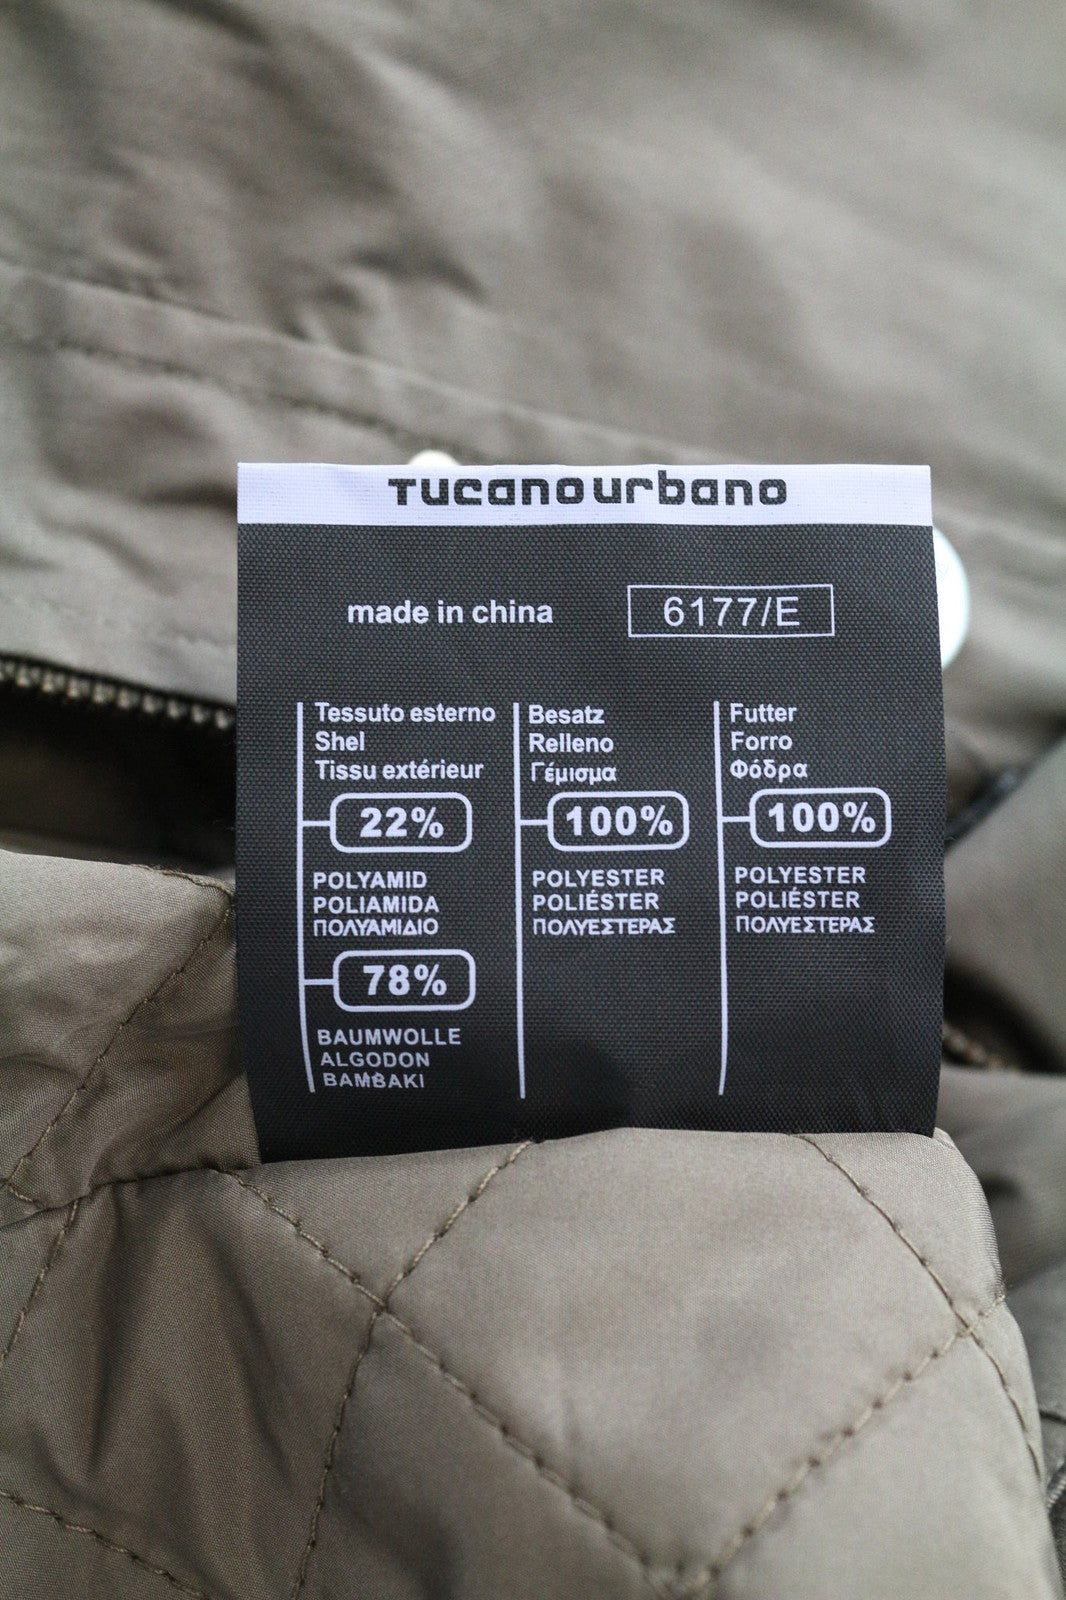 Tucanourbano
made in china
6177/E
Tessuto esterno
Shel
Tissu extérieur
22%
POLYAMID
POLIAMIDA
ΠΟΛΥΑΜΙΔΙΟ
78%
BAUMWOLLE
ALGODON
BAMBAKI
Besatz
Relleno
Γέμισμα
100%
POLYESTER
POLIÉSTER
ΠΟΛΥΕΣΤΕΡΑΣ
Futter
Forro
Φόδρα
100%
POLYESTER
POLIÉSTER
ΠΟΛΥΕΣΤΕΡΑΣ